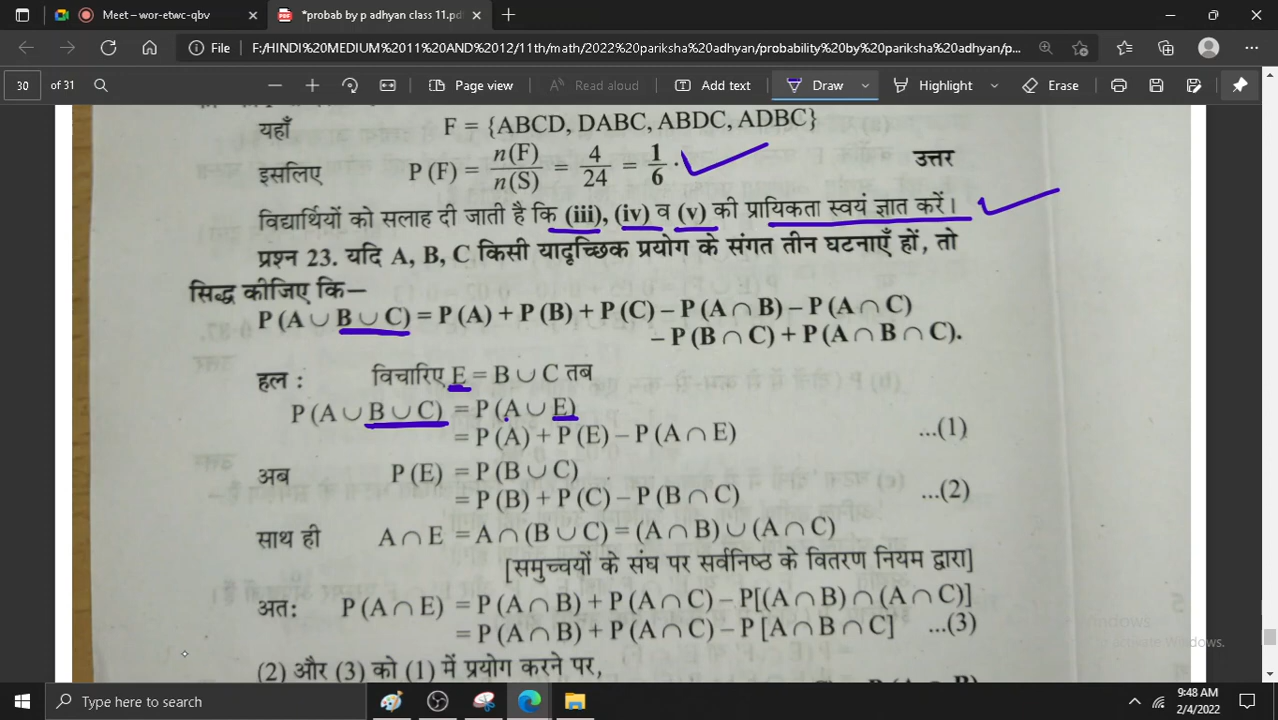 Meet – wor-etwc-qbv
*probab by p adhyan class 11.pd
File F:/HINDI%20MEDIUM%2011%20AND%2012/11th/math/2022%20pariksha%20adhyan/probability%20by%20pariksha%20adhyan/p...
30 of 31 Page view Read aloud Add text Draw Highlight Erase
यहाँ F = {ABCD, DABC, ABDC, ADBC}
इसलिए P (F) = n(F)/n(S) = 4/24 = 1/6 · उत्तर
विद्यार्थियों को सलाह दी जाती है कि (iii), (iv) व (v) की प्रायिकता स्वयं ज्ञात करें।
प्रश्न 23. यदि A, B, C किसी यादृच्छिक प्रयोग के संगत तीन घटनाएँ हों, तो
सिद्ध कीजिए कि–
P (A ∪ B ∪ C) = P (A) + P (B) + P (C) – P (A ∩ B) – P (A ∩ C)
– P (B ∩ C) + P (A ∩ B ∩ C).
हल : विचारिए E = B ∪ C तब
P (A ∪ B ∪ C) = P (A ∪ E)
= P (A) + P (E) – P (A ∩ E) ...(1)
अब P (E) = P (B ∪ C)
= P (B) + P (C) – P (B ∩ C) ...(2)
साथ ही A ∩ E = A ∩ (B ∪ C) = (A ∩ B) ∪ (A ∩ C)
[समुच्चयों के संघ पर सर्वनिष्ठ के वितरण नियम द्वारा]
अतः P (A ∩ E) = P (A ∩ B) + P (A ∩ C) – P[(A ∩ B) ∩ (A ∩ C)]
= P (A ∩ B) + P (A ∩ C) – P [A ∩ B ∩ C] ...(3)
(2) और (3) को (1) में प्रयोग करने पर,
Type here to search
9:48 AM
2/4/2022